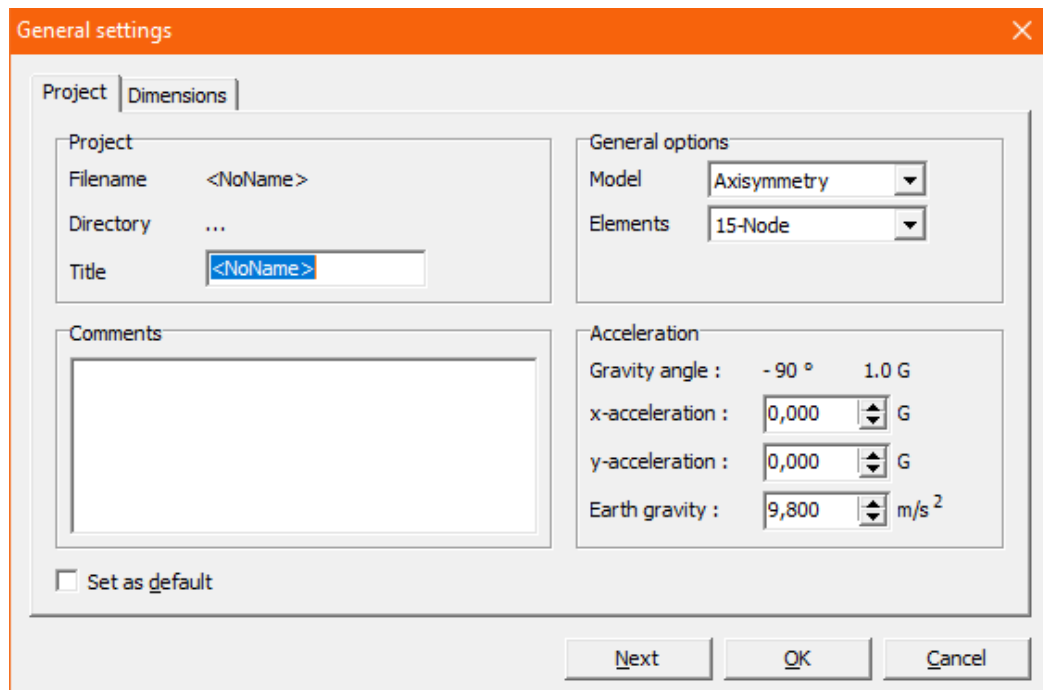 General settings
Project
Dimensions
Project
Filename <NoName>
Directory ...
Title <NoName>
General options
Model Axisymmetry
Elements 15-Node
Comments
Acceleration
Gravity angle : - 90 ° 1.0 G
x-acceleration : 0,000 G
y-acceleration : 0,000 G
Earth gravity : 9,800 m/s 2
Set as default
Next
OK
Cancel